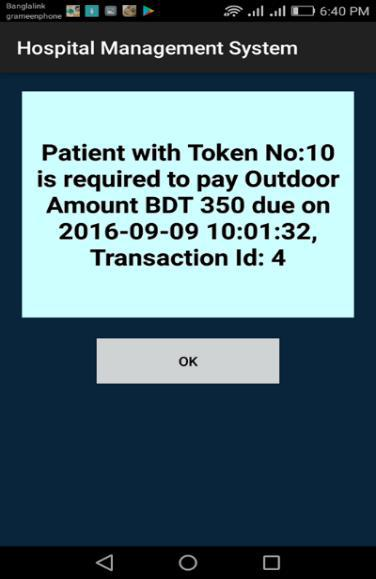 Banglalink
grameenphone
6:40 PM
Hospital Management System
Patient with Token No:10
is required to pay Outdoor
Amount BDT 350 due on
2016-09-09 10:01:32,
Transaction Id: 4
OK